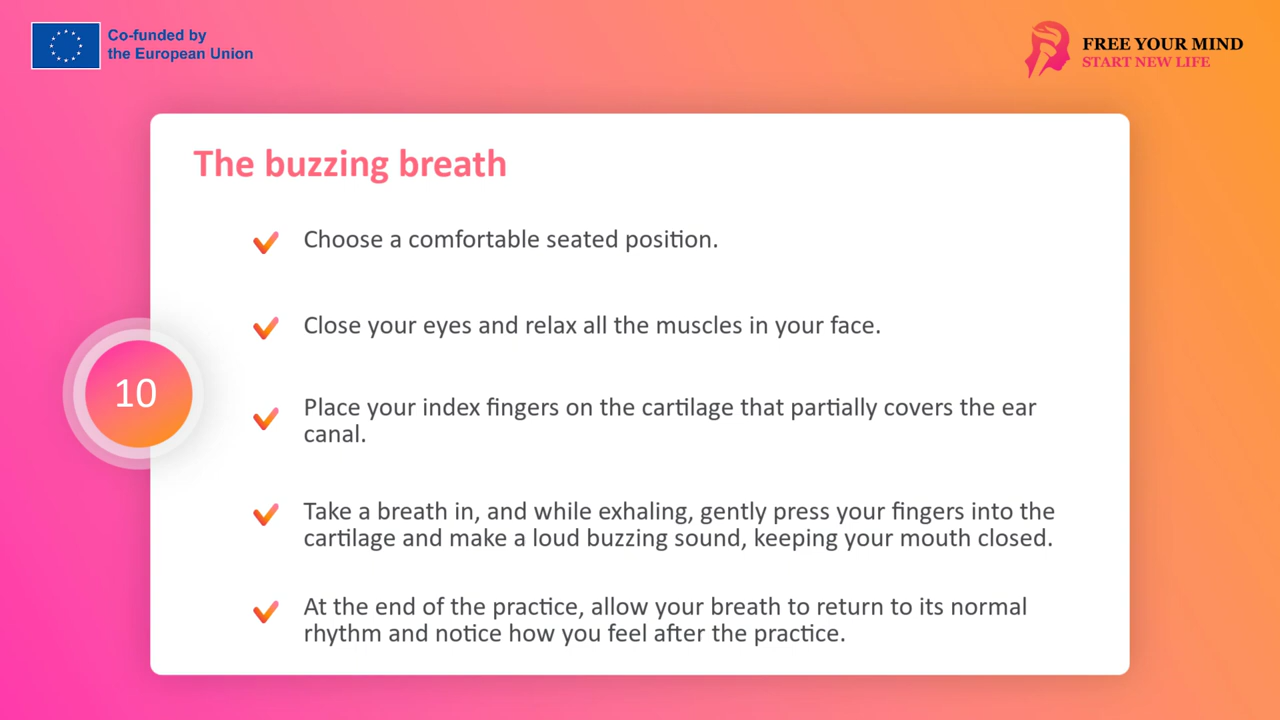 Co-funded by
the European Union
FREE YOUR MIND
START NEW LIFE
The buzzing breath
Choose a comfortable seated position.
Close your eyes and relax all the muscles in your face.
10
Place your index fingers on the cartilage that partially covers the ear
canal.
Take a breath in, and while exhaling, gently press your fingers into the
cartilage and make a loud buzzing sound, keeping your mouth closed.
At the end of the practice, allow your breath to return to its normal
rhythm and notice how you feel after the practice.